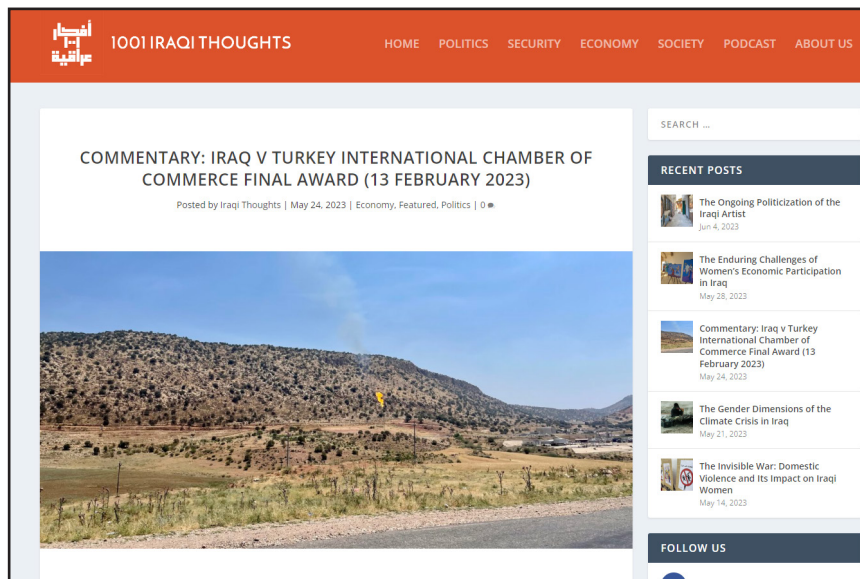 أفكار
١٠٠١
عراقية
1001 IRAQI THOUGHTS
HOME POLITICS SECURITY ECONOMY SOCIETY PODCAST ABOUT US
COMMENTARY: IRAQ V TURKEY INTERNATIONAL CHAMBER OF
COMMERCE FINAL AWARD (13 FEBRUARY 2023)
Posted by Iraqi Thoughts | May 24, 2023 | Economy, Featured, Politics | 0
SEARCH ...
RECENT POSTS
The Ongoing Politicization of the
Iraqi Artist
Jun 4, 2023
The Enduring Challenges of
Women's Economic Participation
in Iraq
May 28, 2023
Commentary: Iraq v Turkey
International Chamber of
Commerce Final Award (13
February 2023)
May 24, 2023
The Gender Dimensions of the
Climate Crisis in Iraq
May 21, 2023
The Invisible War: Domestic
Violence and Its Impact on Iraqi
Women
May 14, 2023
FOLLOW US